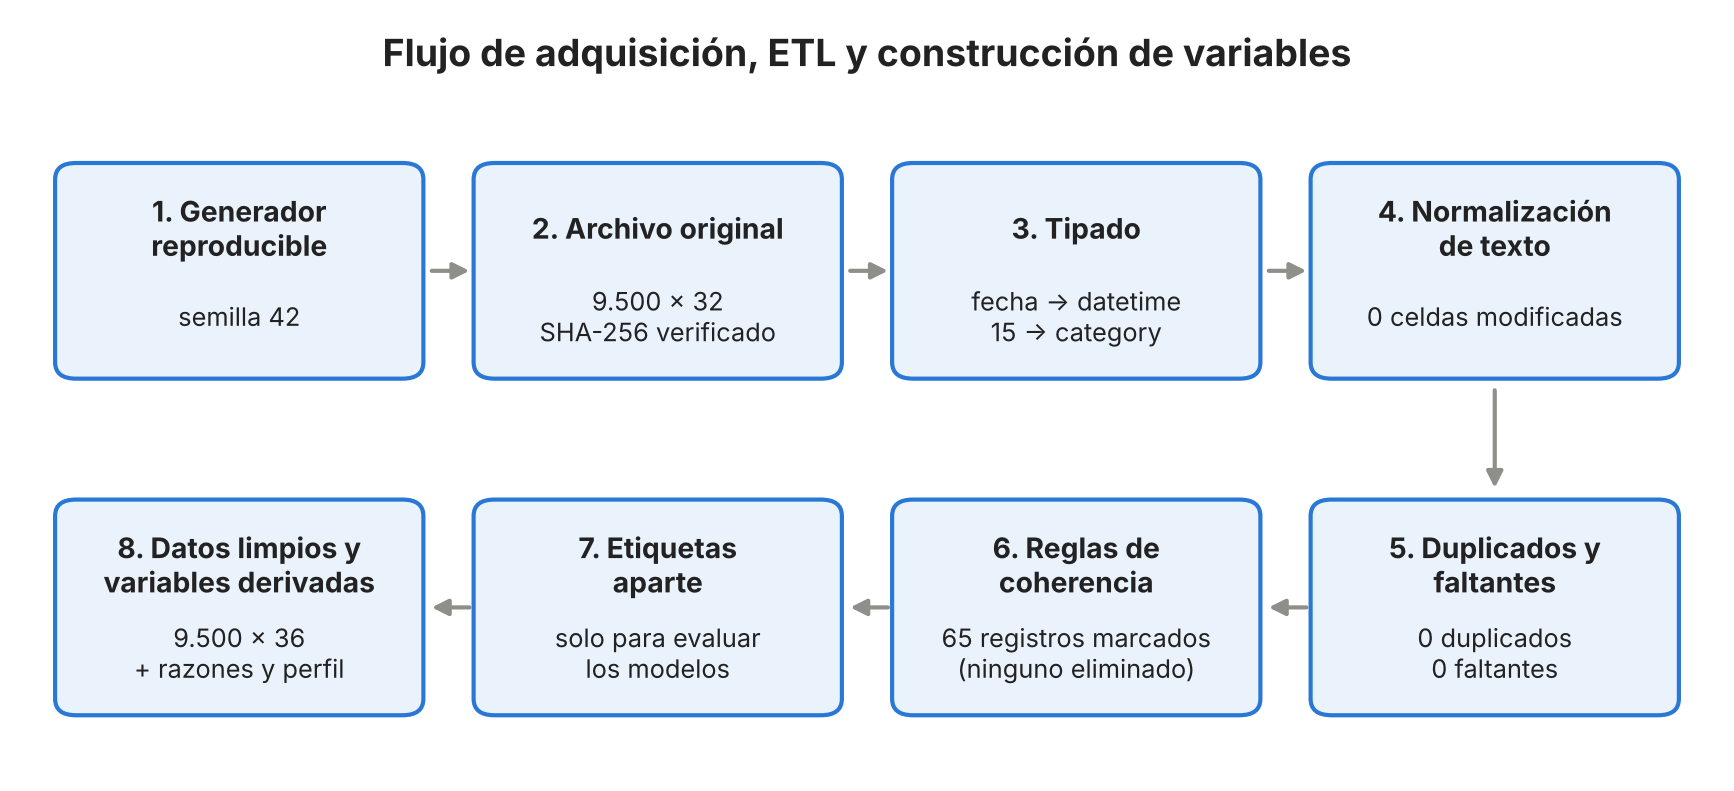 Flujo de adquisición, ETL y construcción de variables
1. Generador
reproducible
semilla 42
2. Archivo original
9.500 × 32
SHA-256 verificado
3. Tipado
fecha → datetime
15 → category
4. Normalización
de texto
0 celdas modificadas
5. Duplicados y
faltantes
0 duplicados
0 faltantes
6. Reglas de
coherencia
65 registros marcados
(ninguno eliminado)
7. Etiquetas
aparte
solo para evaluar
los modelos
8. Datos limpios y
variables derivadas
9.500 × 36
+ razones y perfil